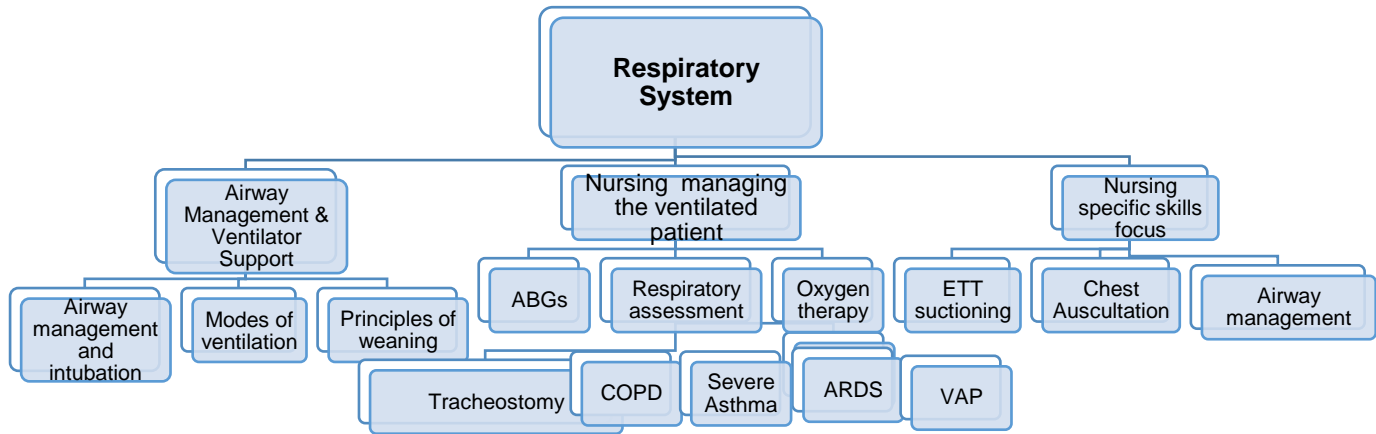 Respiratory
System
Airway
Management &
Ventilator
Support
Nursing  managing
the ventilated
patient
Nursing
specific skills
focus
Airway
management
and
intubation
Modes of
ventilation
Principles of
weaning
ABGs
Respiratory
assessment
Oxygen
therapy
ETT
suctioning
Chest
Auscultation
Airway
management
Tracheostomy
COPD
Severe
Asthma
ARDS
VAP